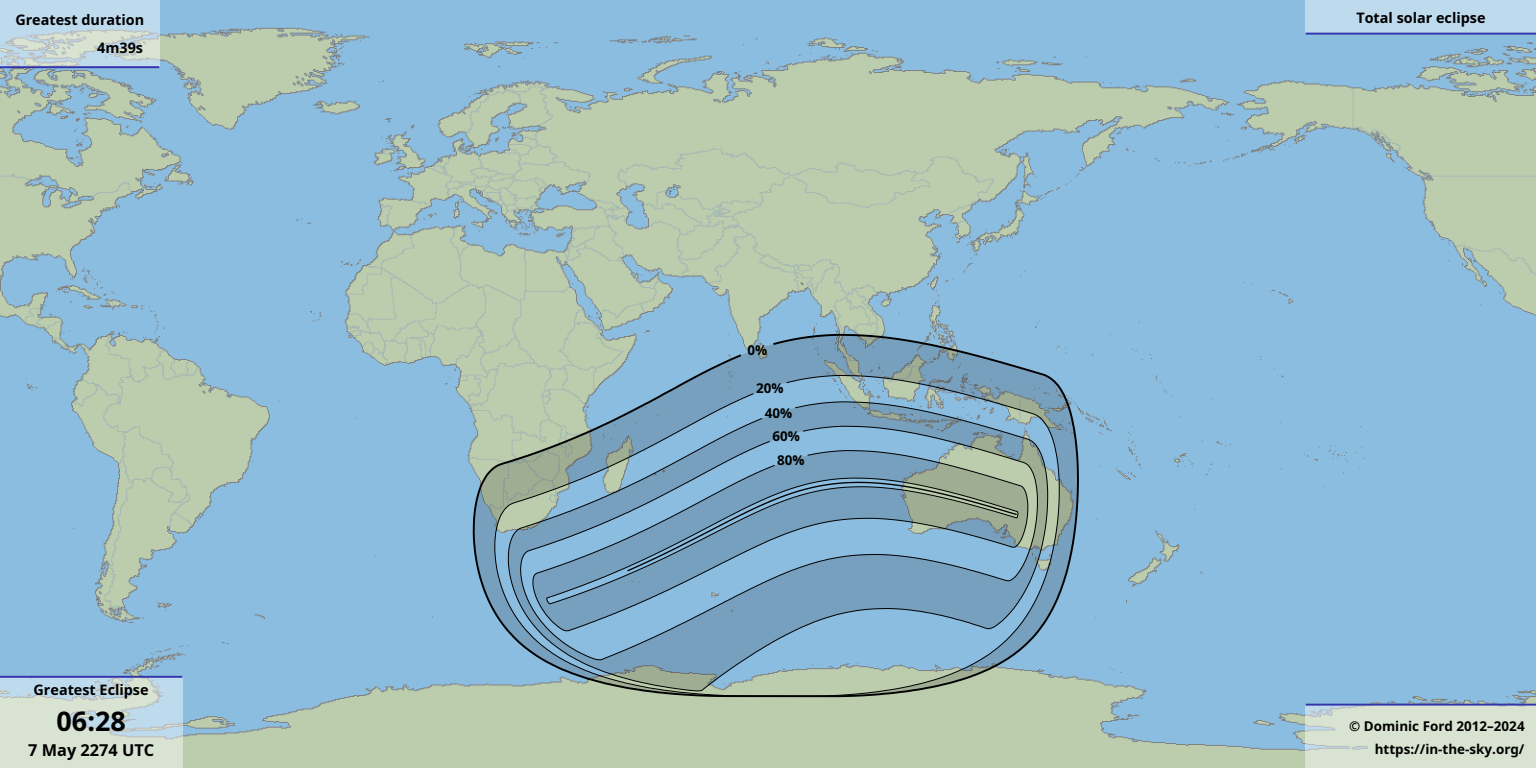 Greatest duration
4m39s
Total solar eclipse
0%
20%
40%
60%
80%
Greatest Eclipse
06:28
7 May 2274 UTC
© Dominic Ford 2012–2024
https://in-the-sky.org/